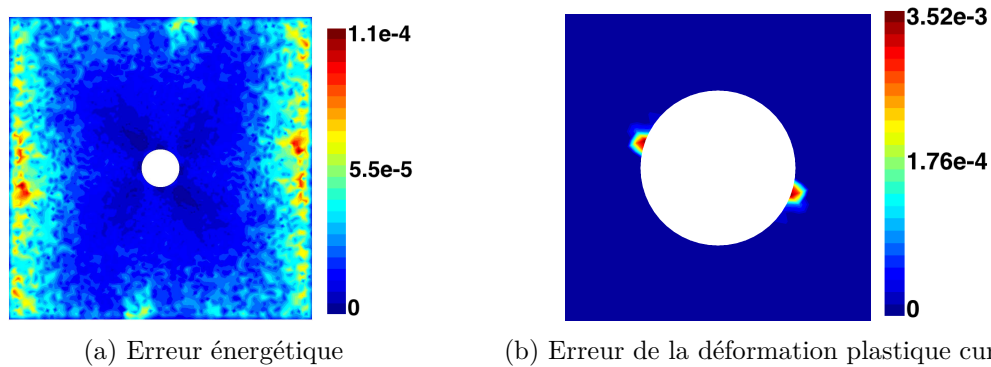 1.1e-4
5.5e-5
0
3.52e-3
1.76e-4
0
(a) Erreur énergétique
(b) Erreur de la déformation plastique cu